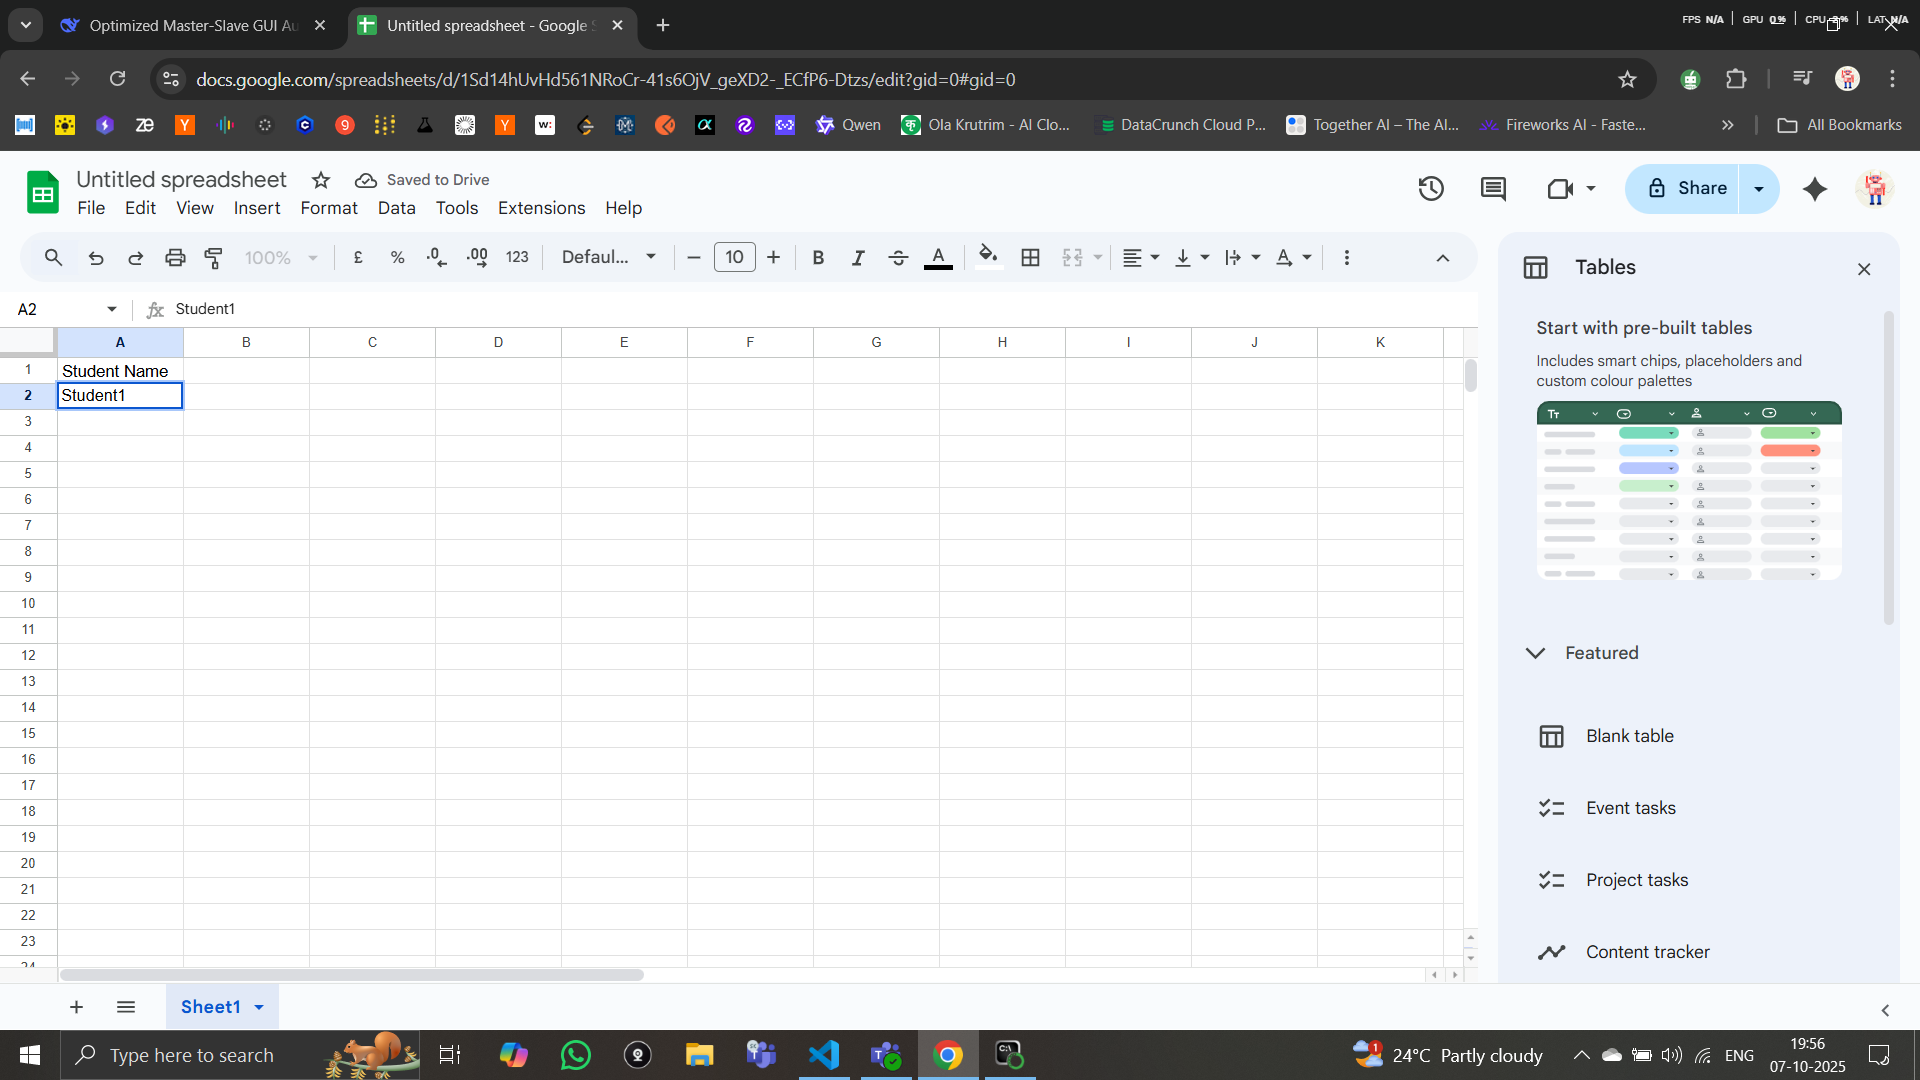 Optimized Master-Slave GUI Au
Untitled spreadsheet - Google S
FPS N/A
GPU 0%
CPU
LAT N/A
docs.google.com/spreadsheets/d/1Sd14hUvHd561NRoCr-41s6OjV_geXD2-_ECfP6-Dtzs/edit?gid=0#gid=0
Qwen
Ola Krutrim - AI Clo...
DataCrunch Cloud P...
Together AI – The AI...
Fireworks AI - Faste...
All Bookmarks
Untitled spreadsheet
Saved to Drive
File Edit View Insert Format Data Tools Extensions Help
Share
100%
£
%
.0
.00
123
Defaul...
10
B
I
A
A2
fx
Student1
A B C D E F G H I J K
1 Student Name
2 Student1
3
4
5
6
7
8
9
10
11
12
13
14
15
16
17
18
19
20
21
22
23
24
Tables
Start with pre-built tables
Includes smart chips, placeholders and
custom colour palettes
Tт
Featured
Blank table
Event tasks
Project tasks
Content tracker
Sheet1
Type here to search
24°C Partly cloudy
ENG
19:56
07-10-2025